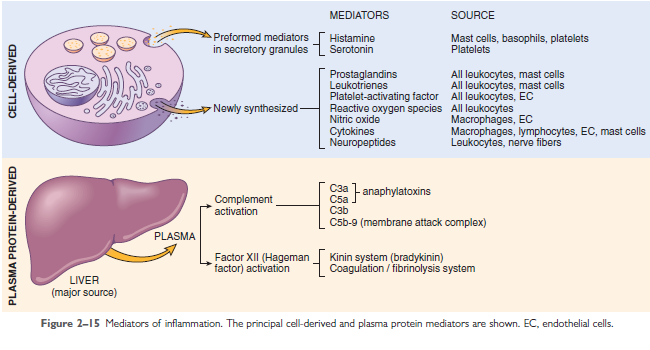 MEDIATORS SOURCE
CELL-DERIVED
Preformed mediators
in secretory granules
Histamine Mast cells, basophils, platelets
Serotonin Platelets
Newly synthesized
Prostaglandins All leukocytes, mast cells
Leukotrienes All leukocytes, mast cells
Platelet-activating factor All leukocytes, EC
Reactive oxygen species All leukocytes
Nitric oxide Macrophages, EC
Cytokines Macrophages, lymphocytes, EC, mast cells
Neuropeptides Leukocytes, nerve fibers
PLASMA PROTEIN-DERIVED
LIVER
(major source)
PLASMA
Complement
activation
C3a
C5a
anaphylatoxins
C3b
C5b-9 (membrane attack complex)
Factor XII (Hageman
factor) activation
Kinin system (bradykinin)
Coagulation / fibrinolysis system
Figure 2–15 Mediators of inflammation. The principal cell-derived and plasma protein mediators are shown. EC, endothelial cells.